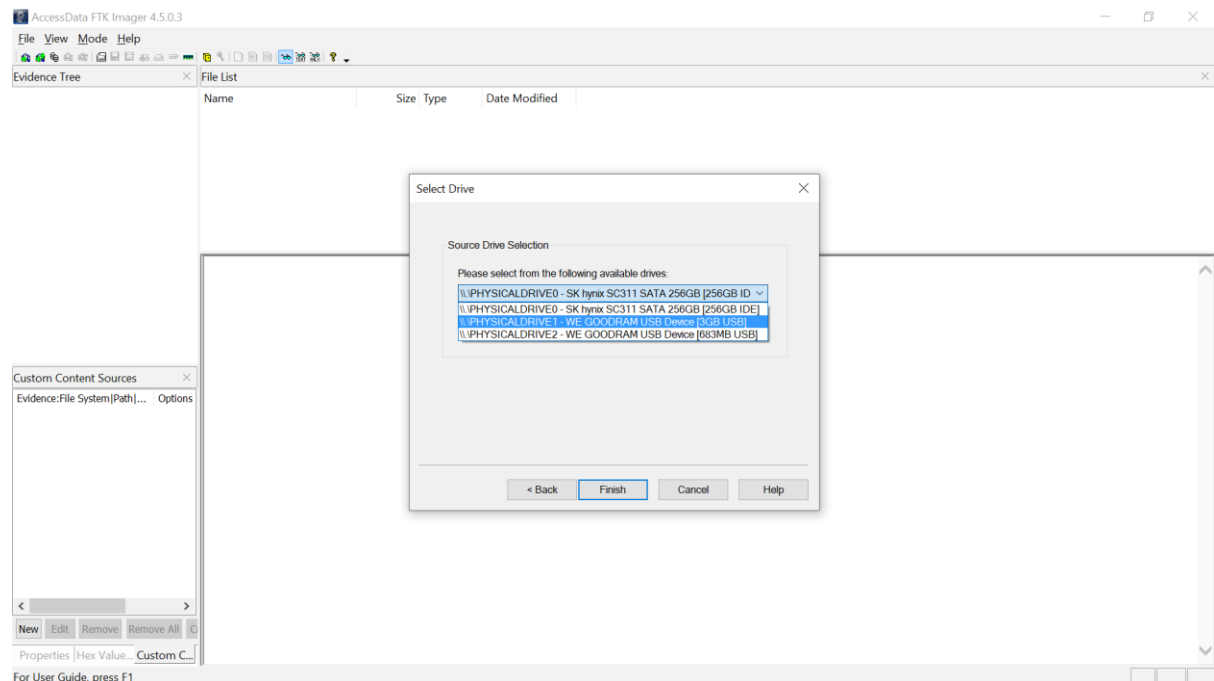 AccessData FTK Imager 4.5.0.3
File View Mode Help
Evidence Tree
File List
Name Size Type Date Modified
Select Drive
Source Drive Selection
Please select from the following available drives:
\\.\PHYSICALDRIVE0 - SK hynix SC311 SATA 256GB [256GB ID
\\.\PHYSICALDRIVE0 - SK hynix SC311 SATA 256GB [256GB IDE]
\\.\PHYSICALDRIVE1 - WE GOODRAM USB Device [3GB USB]
\\.\PHYSICALDRIVE2 - WE GOODRAM USB Device [683MB USB]
< Back Finish Cancel Help
Custom Content Sources
Evidence:File System|Path|... Options
New Edit Remove Remove All C
Properties Hex Value... Custom C...
For User Guide, press F1